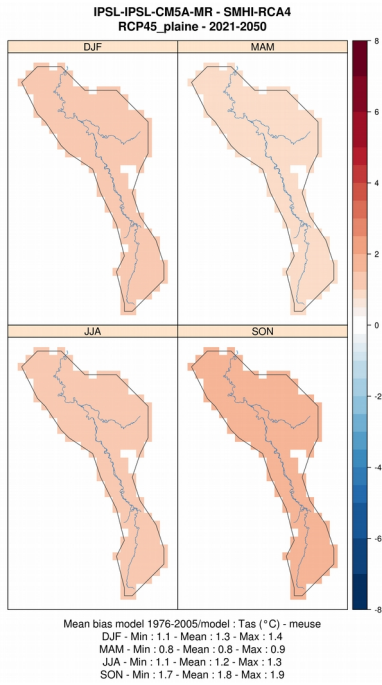 IPSL-IPSL-CM5A-MR - SMHI-RCA4
RCP45_plaine - 2021-2050
DJF
MAM
8
6
4
2
0
-2
-4
-6
-8
JJA
SON
Mean bias model 1976-2005/model : Tas (°C) - meuse
DJF - Min : 1.1 - Mean : 1.3 - Max : 1.4
MAM - Min : 0.8 - Mean : 0.8 - Max : 0.9
JJA - Min : 1.1 - Mean : 1.2 - Max : 1.3
SON - Min : 1.7 - Mean : 1.8 - Max : 1.9